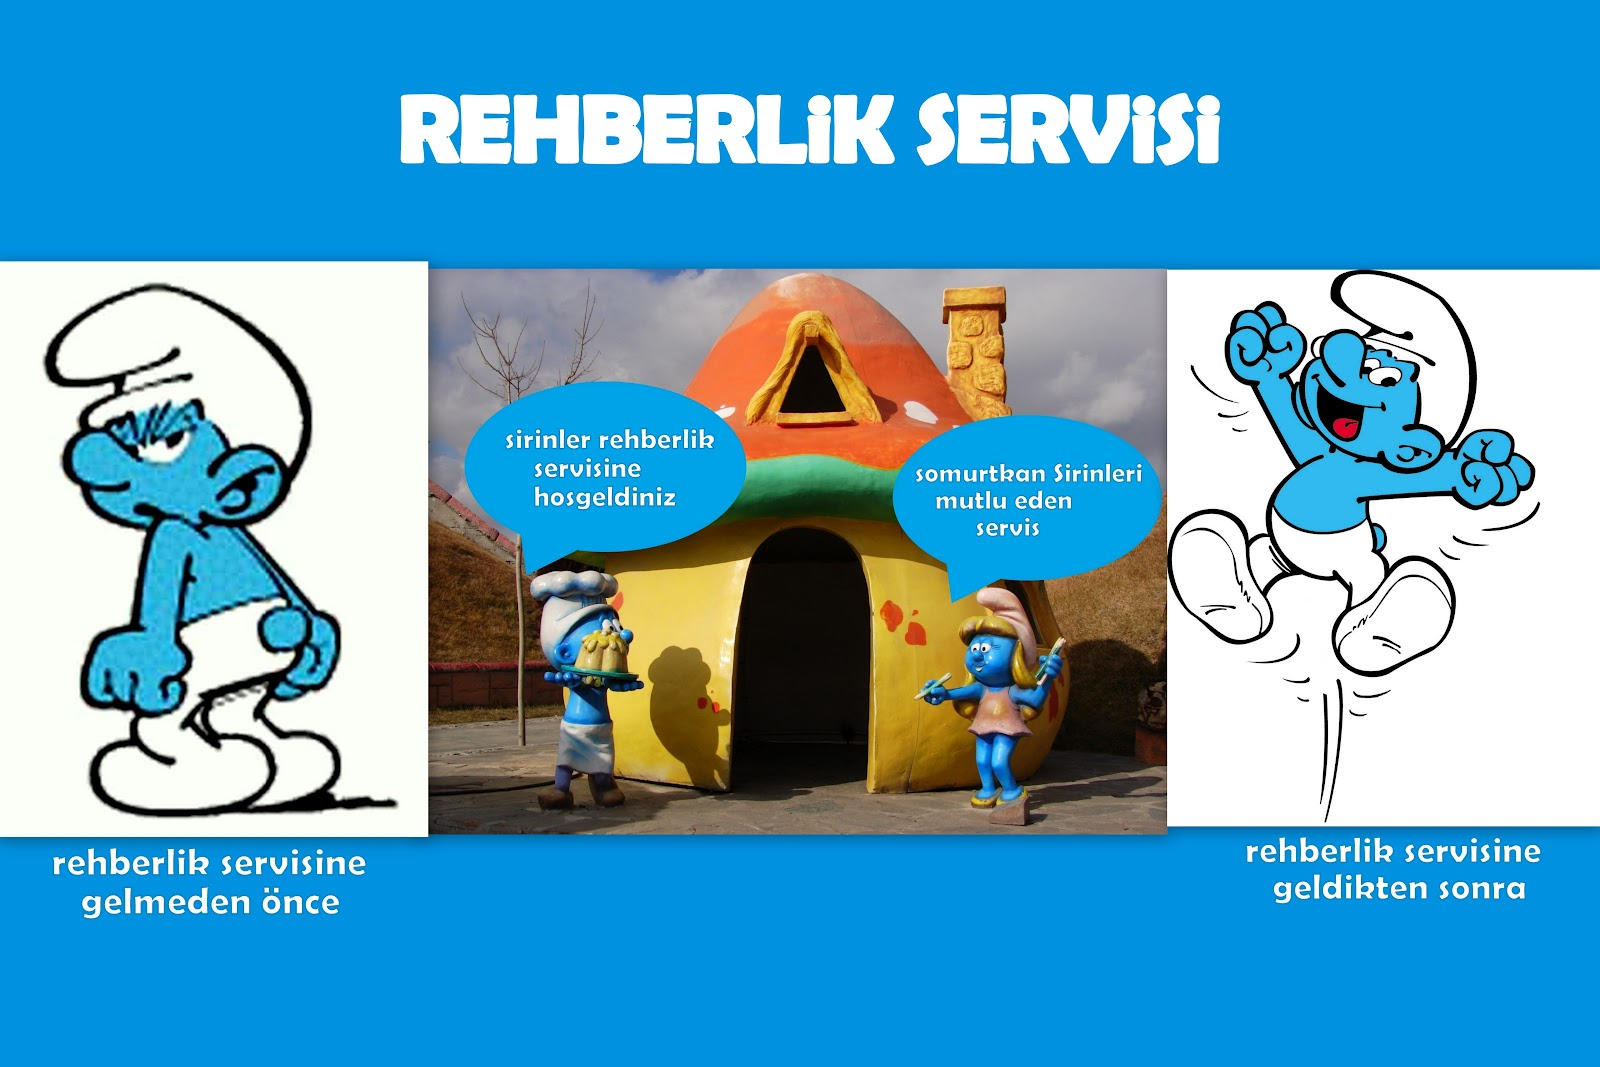 REHBERLiK SERViSi
sirinler rehberlik
servisine
hosgeldiniz
somurtkan Sirinleri
mutlu eden
servis
rehberlik servisine
gelmeden önce
rehberlik servisine
geldikten sonra